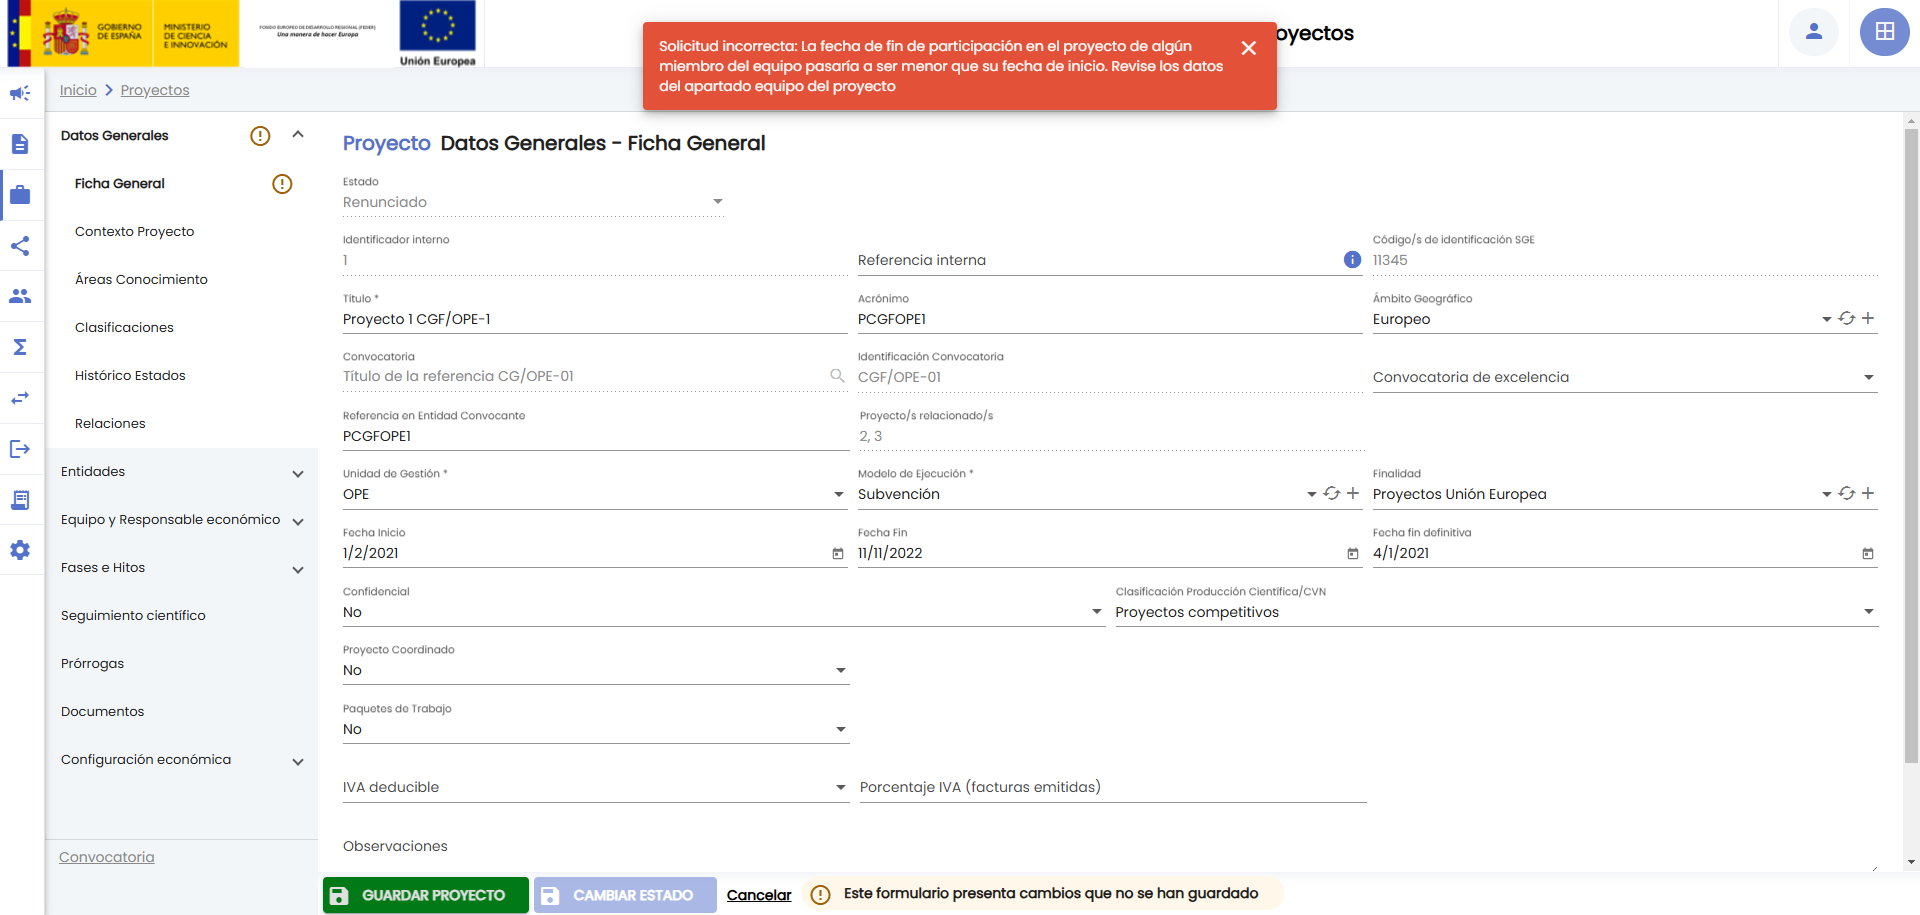 GOBIERNO
DE ESPAÑA
MINISTERIO
DE CIENCIA
E INNOVACIÓN
FONDO EUROPEO DE DESARROLLO REGIONAL (FEDER)
Una manera de hacer Europa
Unión Europea
oyectos
Solicitud incorrecta: La fecha de fin de participación en el proyecto de algún
miembro del equipo pasaría a ser menor que su fecha de inicio. Revise los datos
del apartado equipo del proyecto
Inicio
Proyectos
Datos Generales
Ficha General
Contexto Proyecto
Áreas Conocimiento
Clasificaciones
Histórico Estados
Relaciones
Entidades
Equipo y Responsable económico
Fases e Hitos
Seguimiento científico
Prórrogas
Documentos
Configuración económica
Convocatoria
Proyecto Datos Generales - Ficha General
Estado
Renunciado
Identificador interno
1
Referencia interna
Código/s de identificación SGE
11345
Título *
Proyecto 1 CGF/OPE-1
Acrónimo
PCGFOPE1
Ámbito Geográfico
Europeo
Convocatoria
Título de la referencia CG/OPE-01
Identificación Convocatoria
CGF/OPE-01
Convocatoria de excelencia
Referencia en Entidad Convocante
PCGFOPE1
Proyecto/s relacionado/s
2, 3
Unidad de Gestión *
OPE
Modelo de Ejecución *
Subvención
Finalidad
Proyectos Unión Europea
Fecha Inicio
1/2/2021
Fecha Fin
11/11/2022
Fecha fin definitiva
4/1/2021
Confidencial
No
Clasificación Producción Científica/CVN
Proyectos competitivos
Proyecto Coordinado
No
Paquetes de Trabajo
No
IVA deducible
Porcentaje IVA (facturas emitidas)
Observaciones
GUARDAR PROYECTO
CAMBIAR ESTADO
Cancelar
Este formulario presenta cambios que no se han guardado